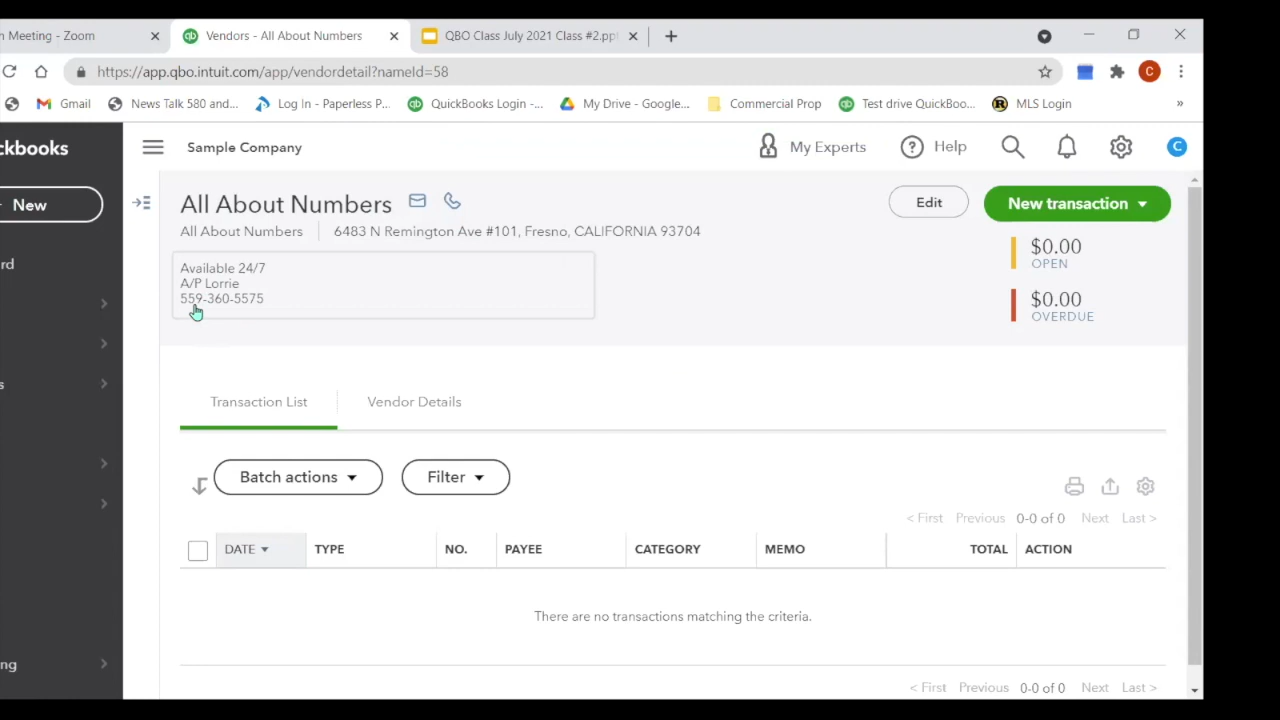 n Meeting - Zoom
Vendors - All About Numbers
QBO Class July 2021 Class #2.ppt
https://app.qbo.intuit.com/app/vendordetail?nameId=58
C
Gmail
News Talk 580 and...
Log In - Paperless P...
QuickBooks Login -...
My Drive - Google...
Commercial Prop
Test drive QuickBoo...
MLS Login
»
ckbooks
Sample Company
My Experts
Help
C
New
All About Numbers
Edit
New transaction
All About Numbers
6483 N Remington Ave #101, Fresno, CALIFORNIA 93704
Available 24/7
A/P Lorrie
559-360-5575
$0.00
OPEN
$0.00
OVERDUE
rd
s
ng
Transaction List
Vendor Details
Batch actions
Filter
< First Previous 0-0 of 0 Next Last >
DATE TYPE NO. PAYEE CATEGORY MEMO TOTAL ACTION
There are no transactions matching the criteria.
< First Previous 0-0 of 0 Next Last >